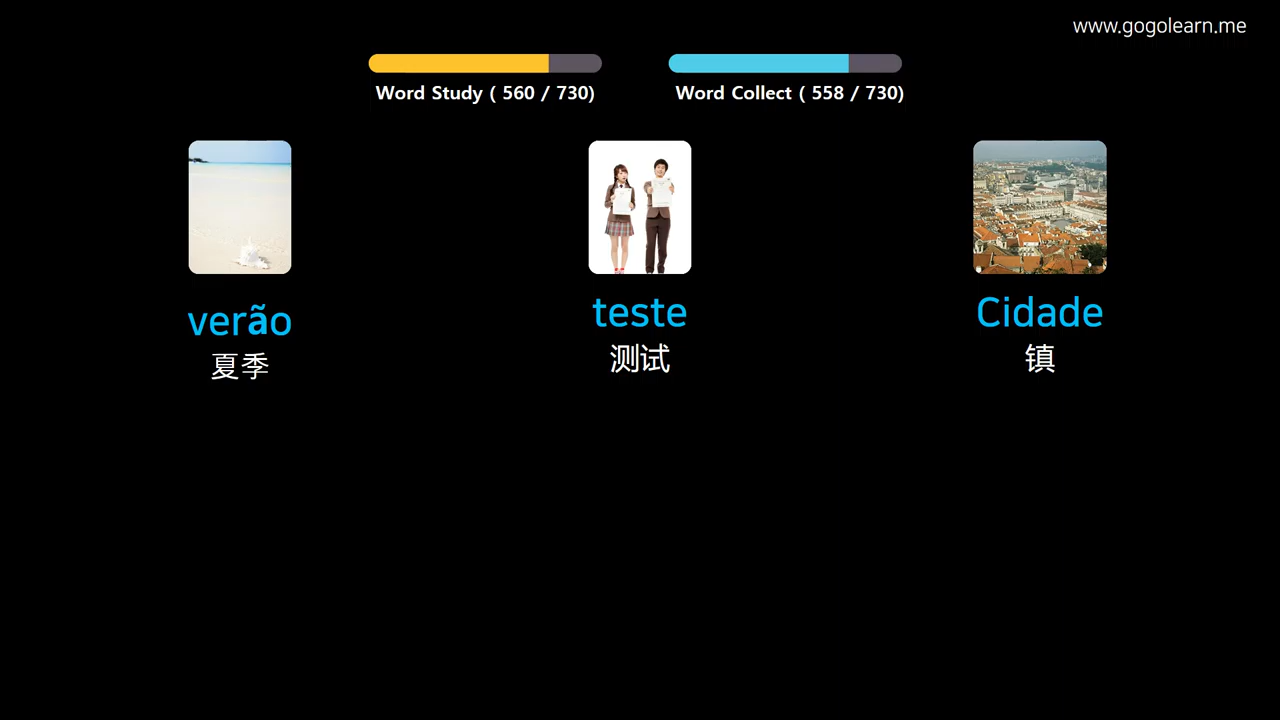 www.gogolearn.me
Word Study ( 560 / 730)
Word Collect ( 558 / 730)
verão
夏季
teste
测试
Cidade
镇